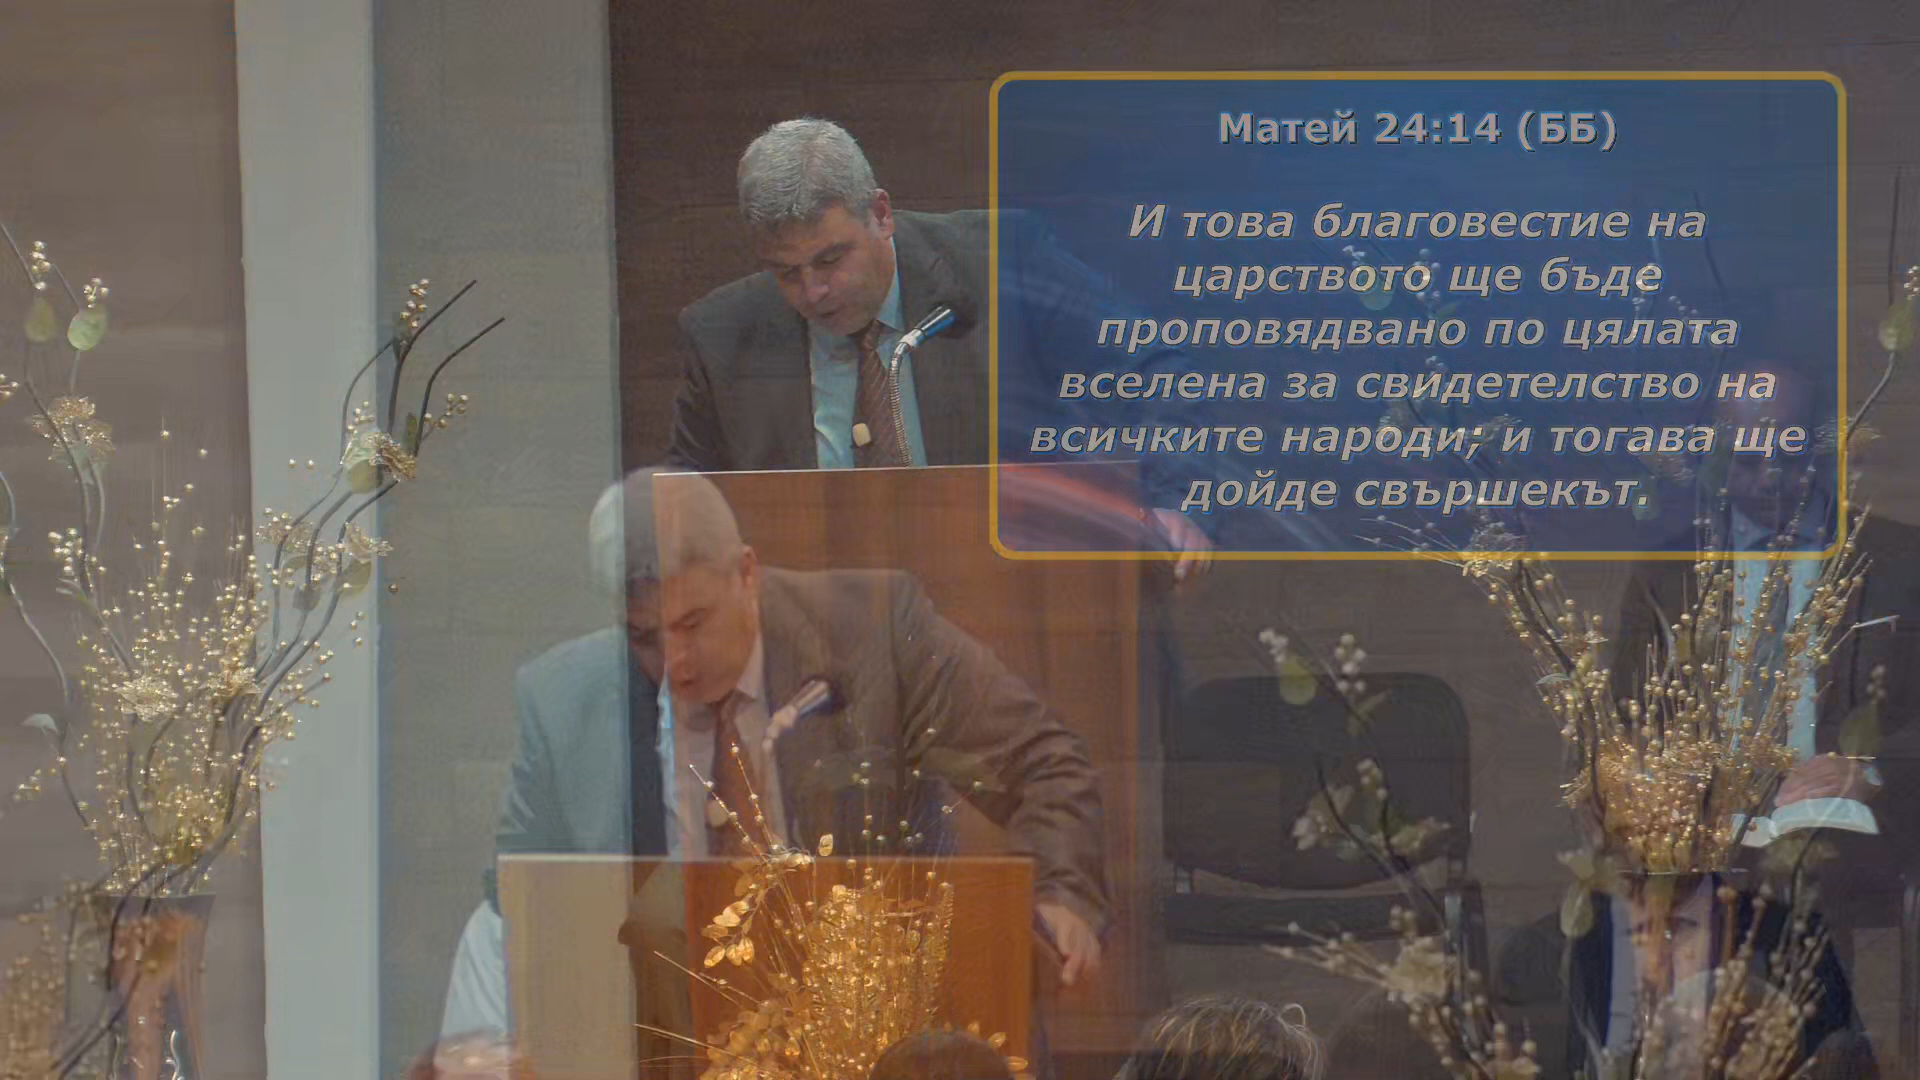 Матей 24:14 (ББ)
И това благовестие на
царството ще бъде
проповядвано по цялата
вселена за свидетелство на
всичките народи; и тогава ще
дойде свършекът.